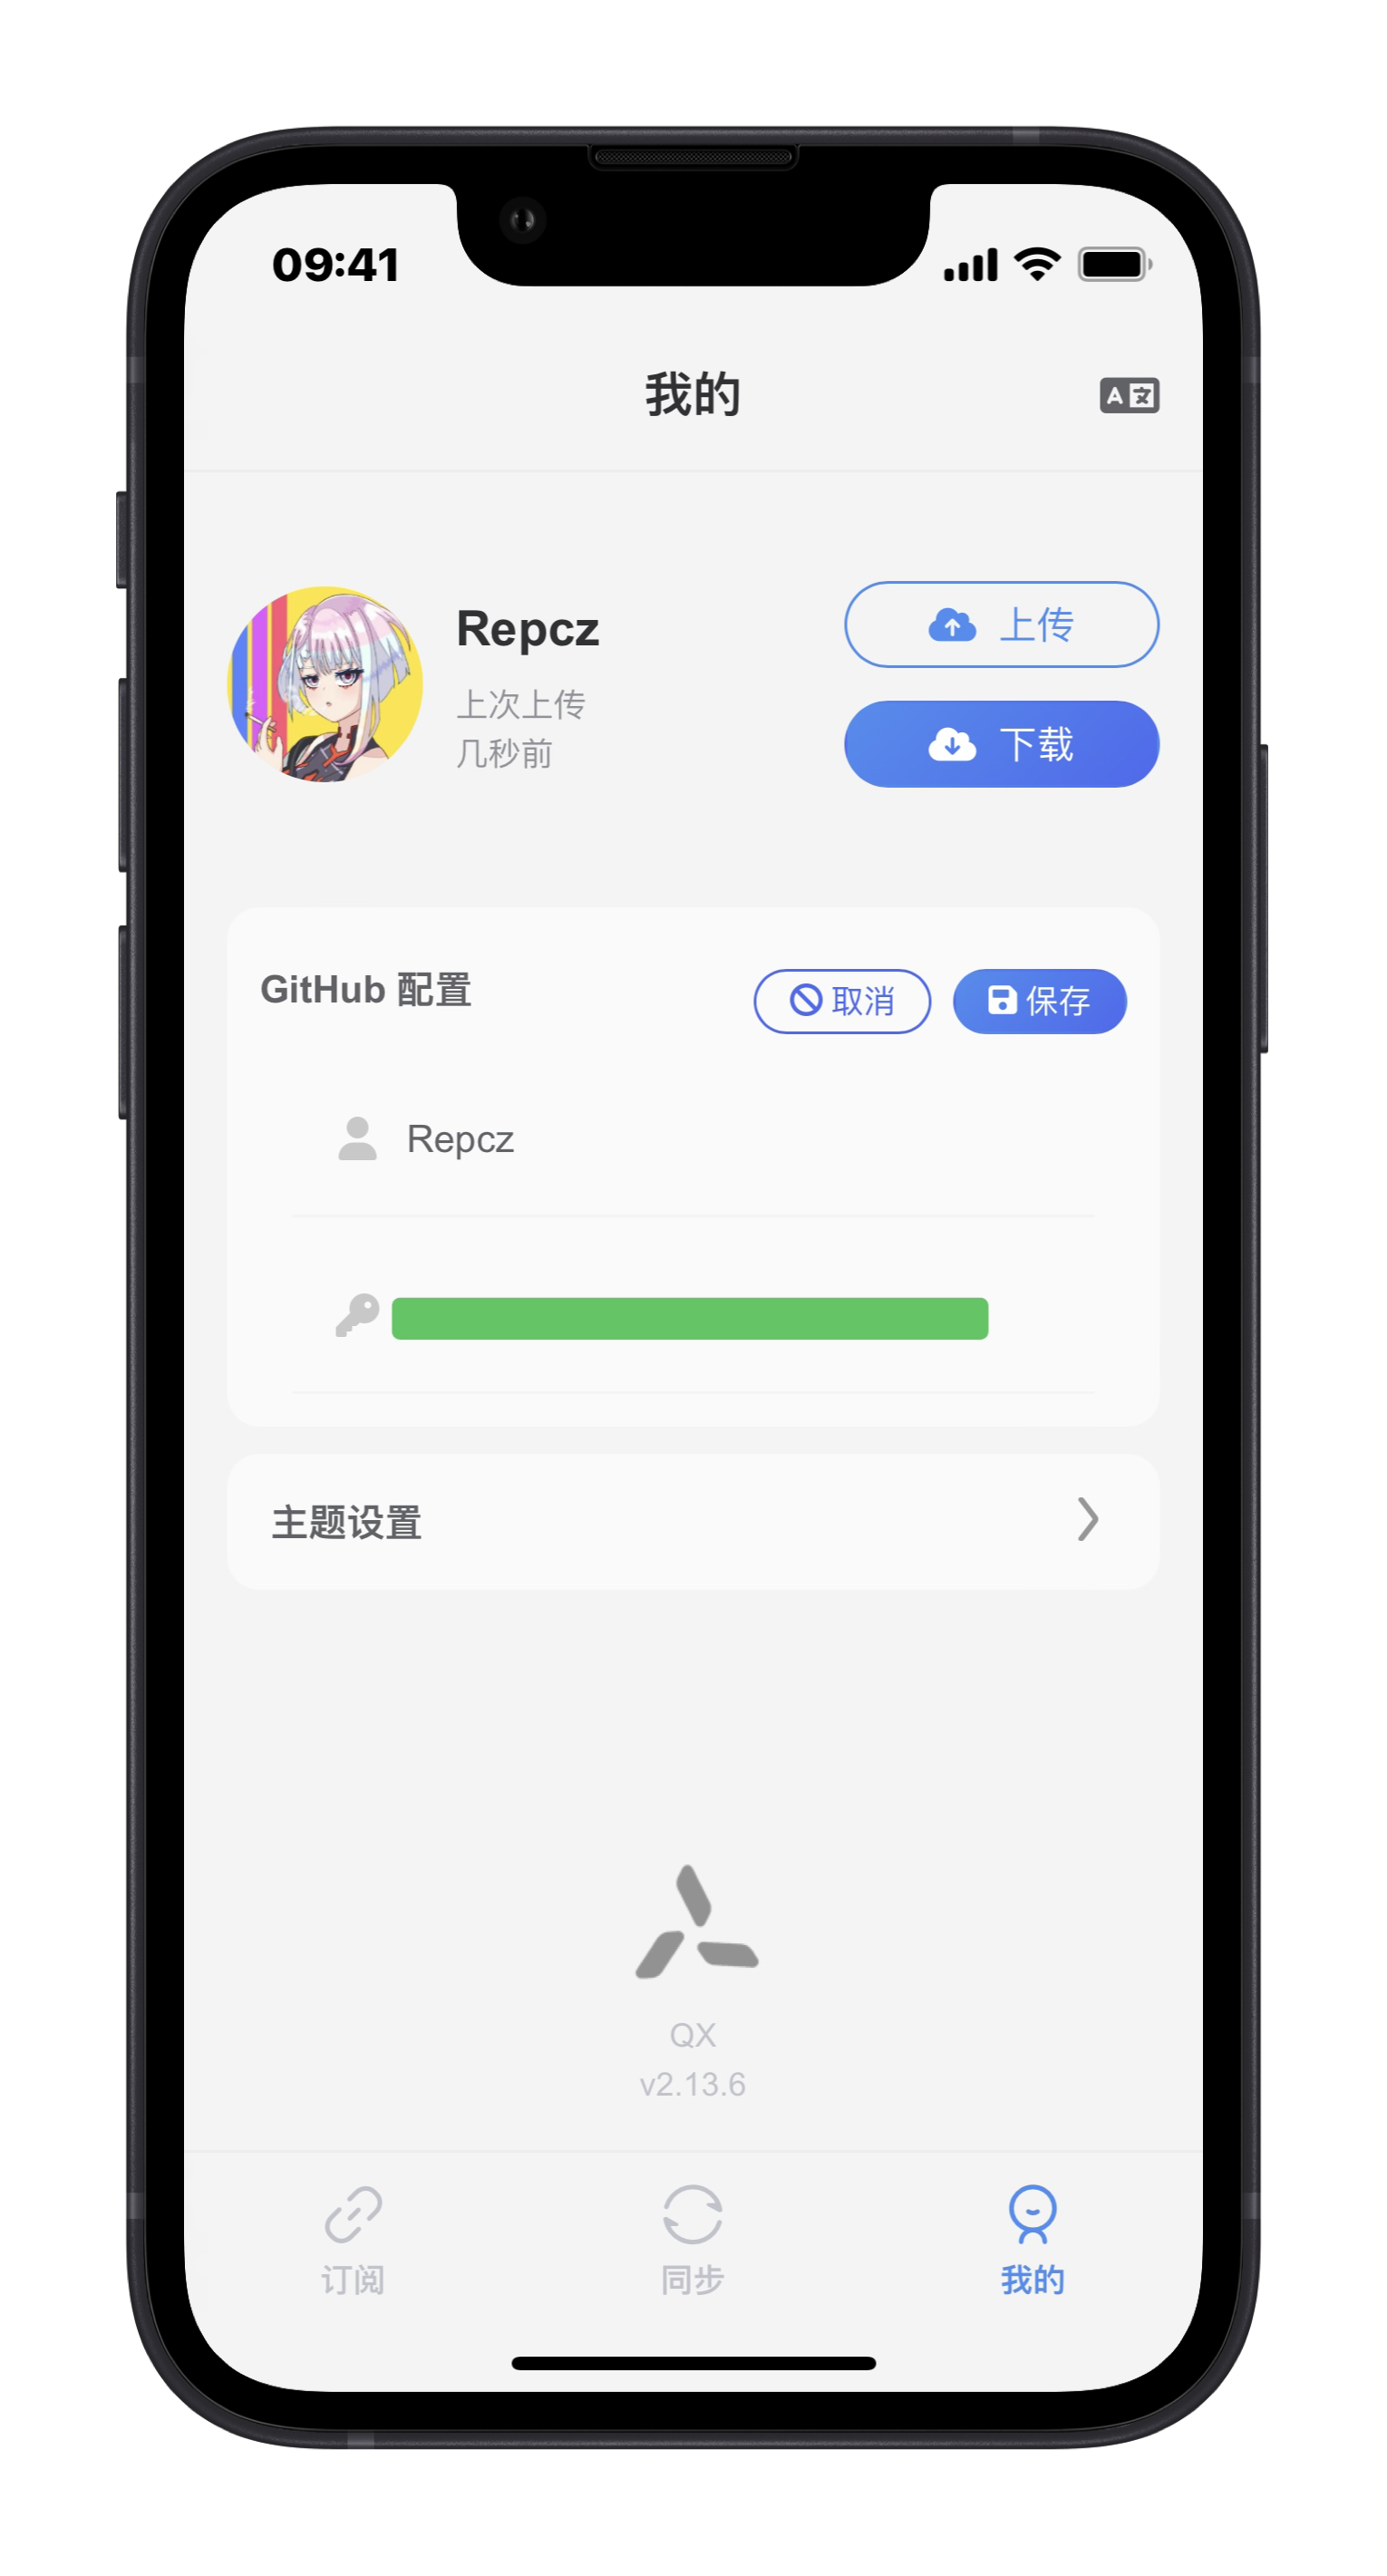 09:41
我的
A 文
Repcz
上次上传
几秒前
上传
下载
GitHub 配置
取消
保存
Repcz
主题设置
QX
v2.13.6
订阅
同步
我的